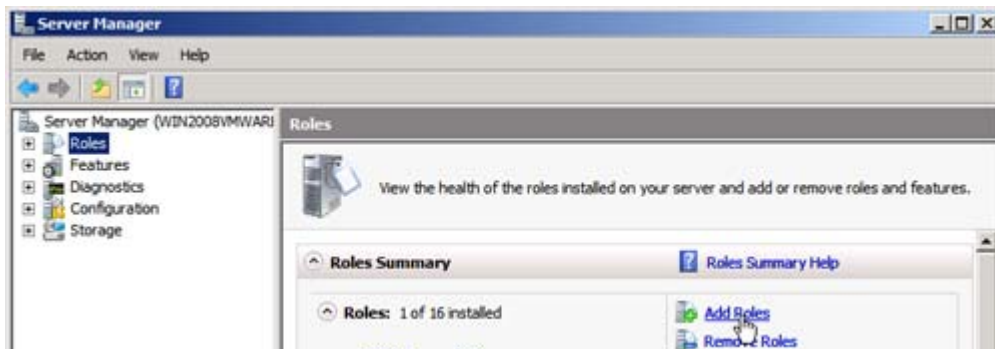 Server Manager
File Action View Help
Server Manager (WIN2008VMWARE
Roles
Features
Diagnostics
Configuration
Storage
Roles
View the health of the roles installed on your server and add or remove roles and features.
Roles Summary
Roles Summary Help
Roles: 1 of 16 installed
Add Roles
Remove Roles